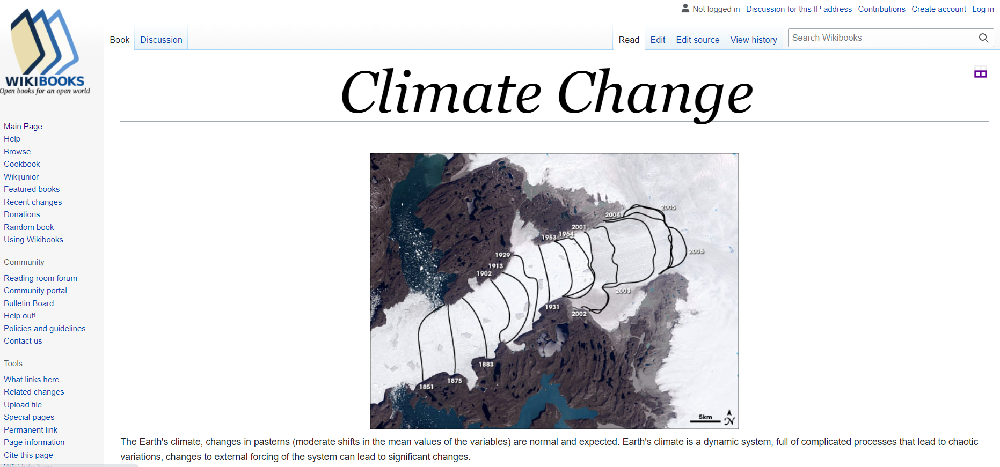 Not logged in Discussion for this IP address Contributions Create account Log in
Book Discussion Read Edit Edit source View history Search Wikibooks
WIKIBOOKS
Open books for an open world
Main Page
Help
Browse
Cookbook
Wikijunior
Featured books
Recent changes
Donations
Random book
Using Wikibooks
Community
Reading room forum
Community portal
Bulletin Board
Help out!
Policies and guidelines
Contact us
Tools
What links here
Related changes
Upload file
Special pages
Permanent link
Page information
Cite this page
Wikidata item
Climate Change
2005
2004
2001
1964
1953
2006
1929
1913
1902
2003
1931
2002
1883
1875
1851
5km
N
The Earth's climate, changes in pasterns (moderate shifts in the mean values of the variables) are normal and expected. Earth's climate is a dynamic system, full of complicated processes that lead to chaotic
variations, changes to external forcing of the system can lead to significant changes.